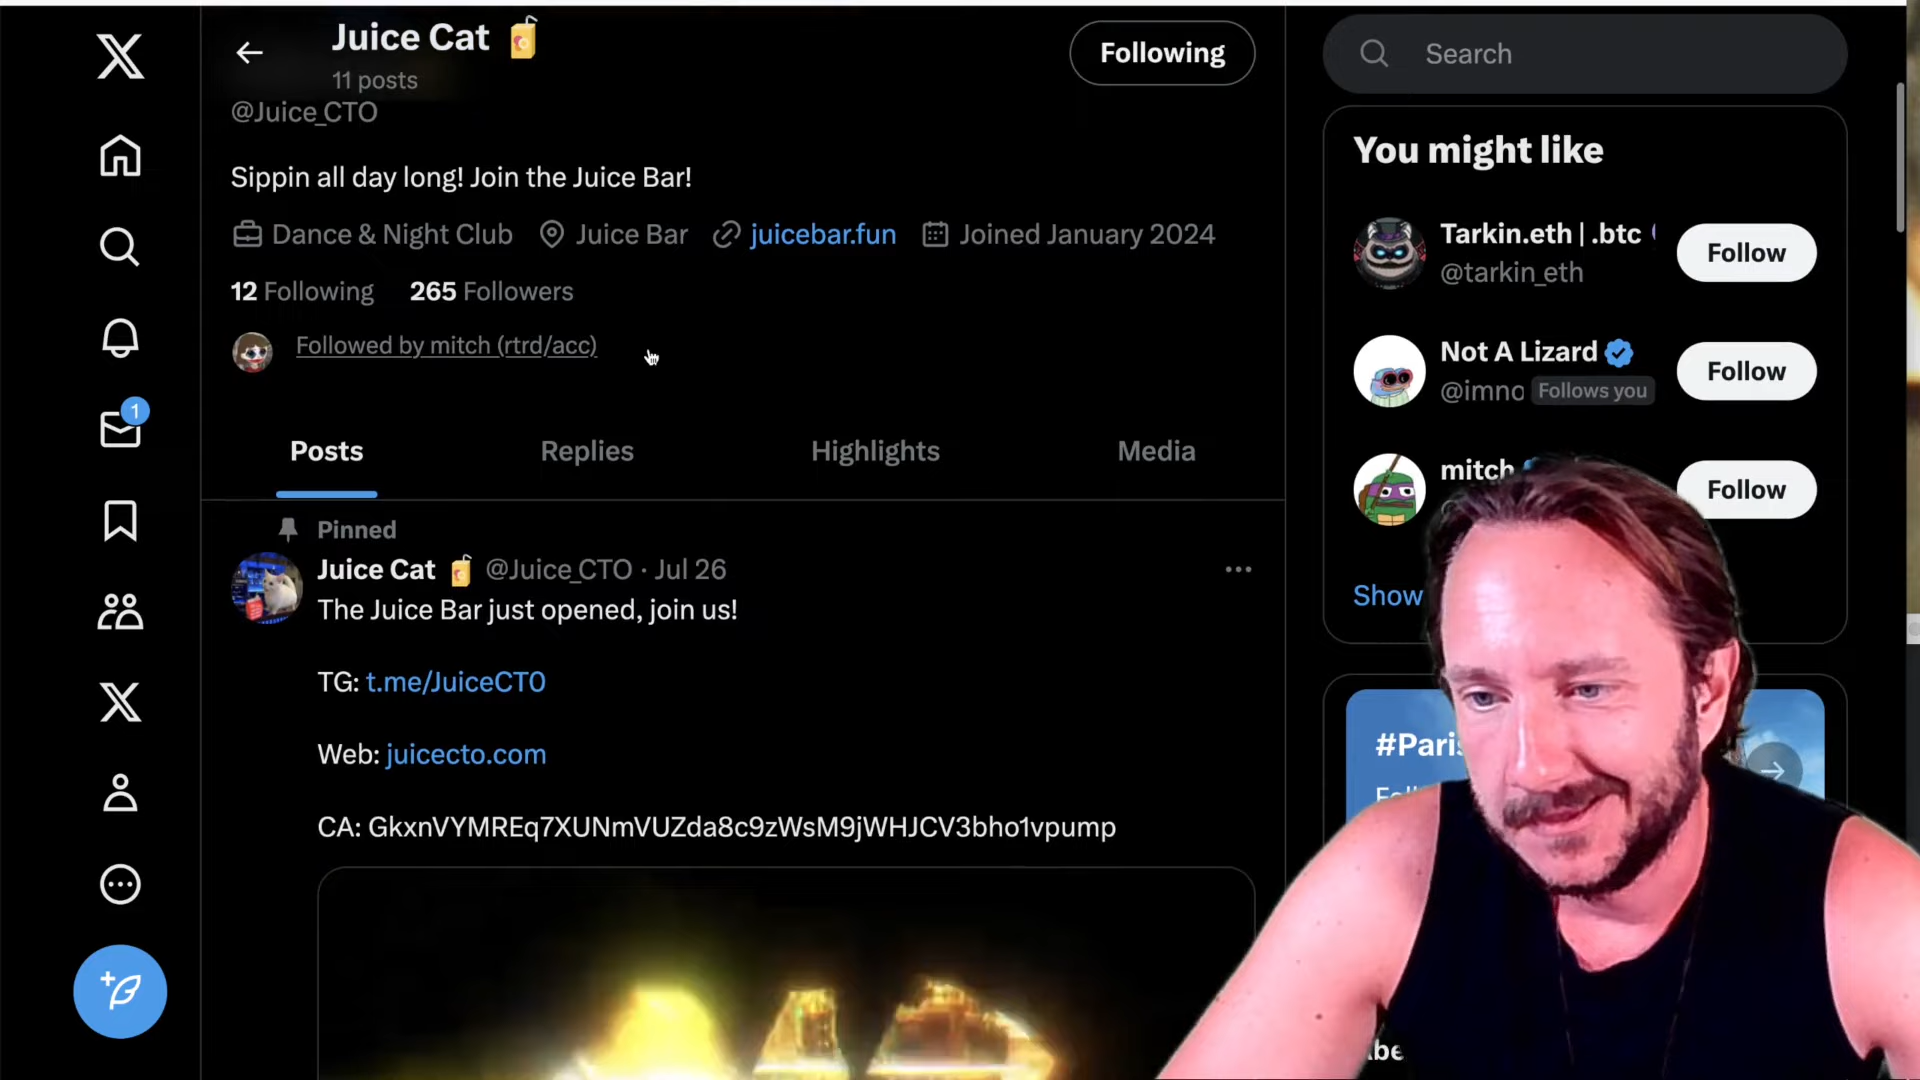 Juice Cat
11 posts
Following
@Juice_CTO
Sippin all day long! Join the Juice Bar!
Dance & Night Club Juice Bar juicebar.fun Joined January 2024
12 Following 265 Followers
Followed by mitch (rtrd/acc)
Posts Replies Highlights Media
Pinned
Juice Cat @Juice_CTO · Jul 26
The Juice Bar just opened, join us!
TG: t.me/JuiceCT0
Web: juicecto.com
CA: GkxnVYMREq7XUNmVUZda8c9zWsM9jWHJCV3bho1vpump
1
Search
You might like
Tarkin.eth | .btc
@tarkin_eth
Follow
Not A Lizard
@imno Follows you
Follow
mitch
Follow
Show